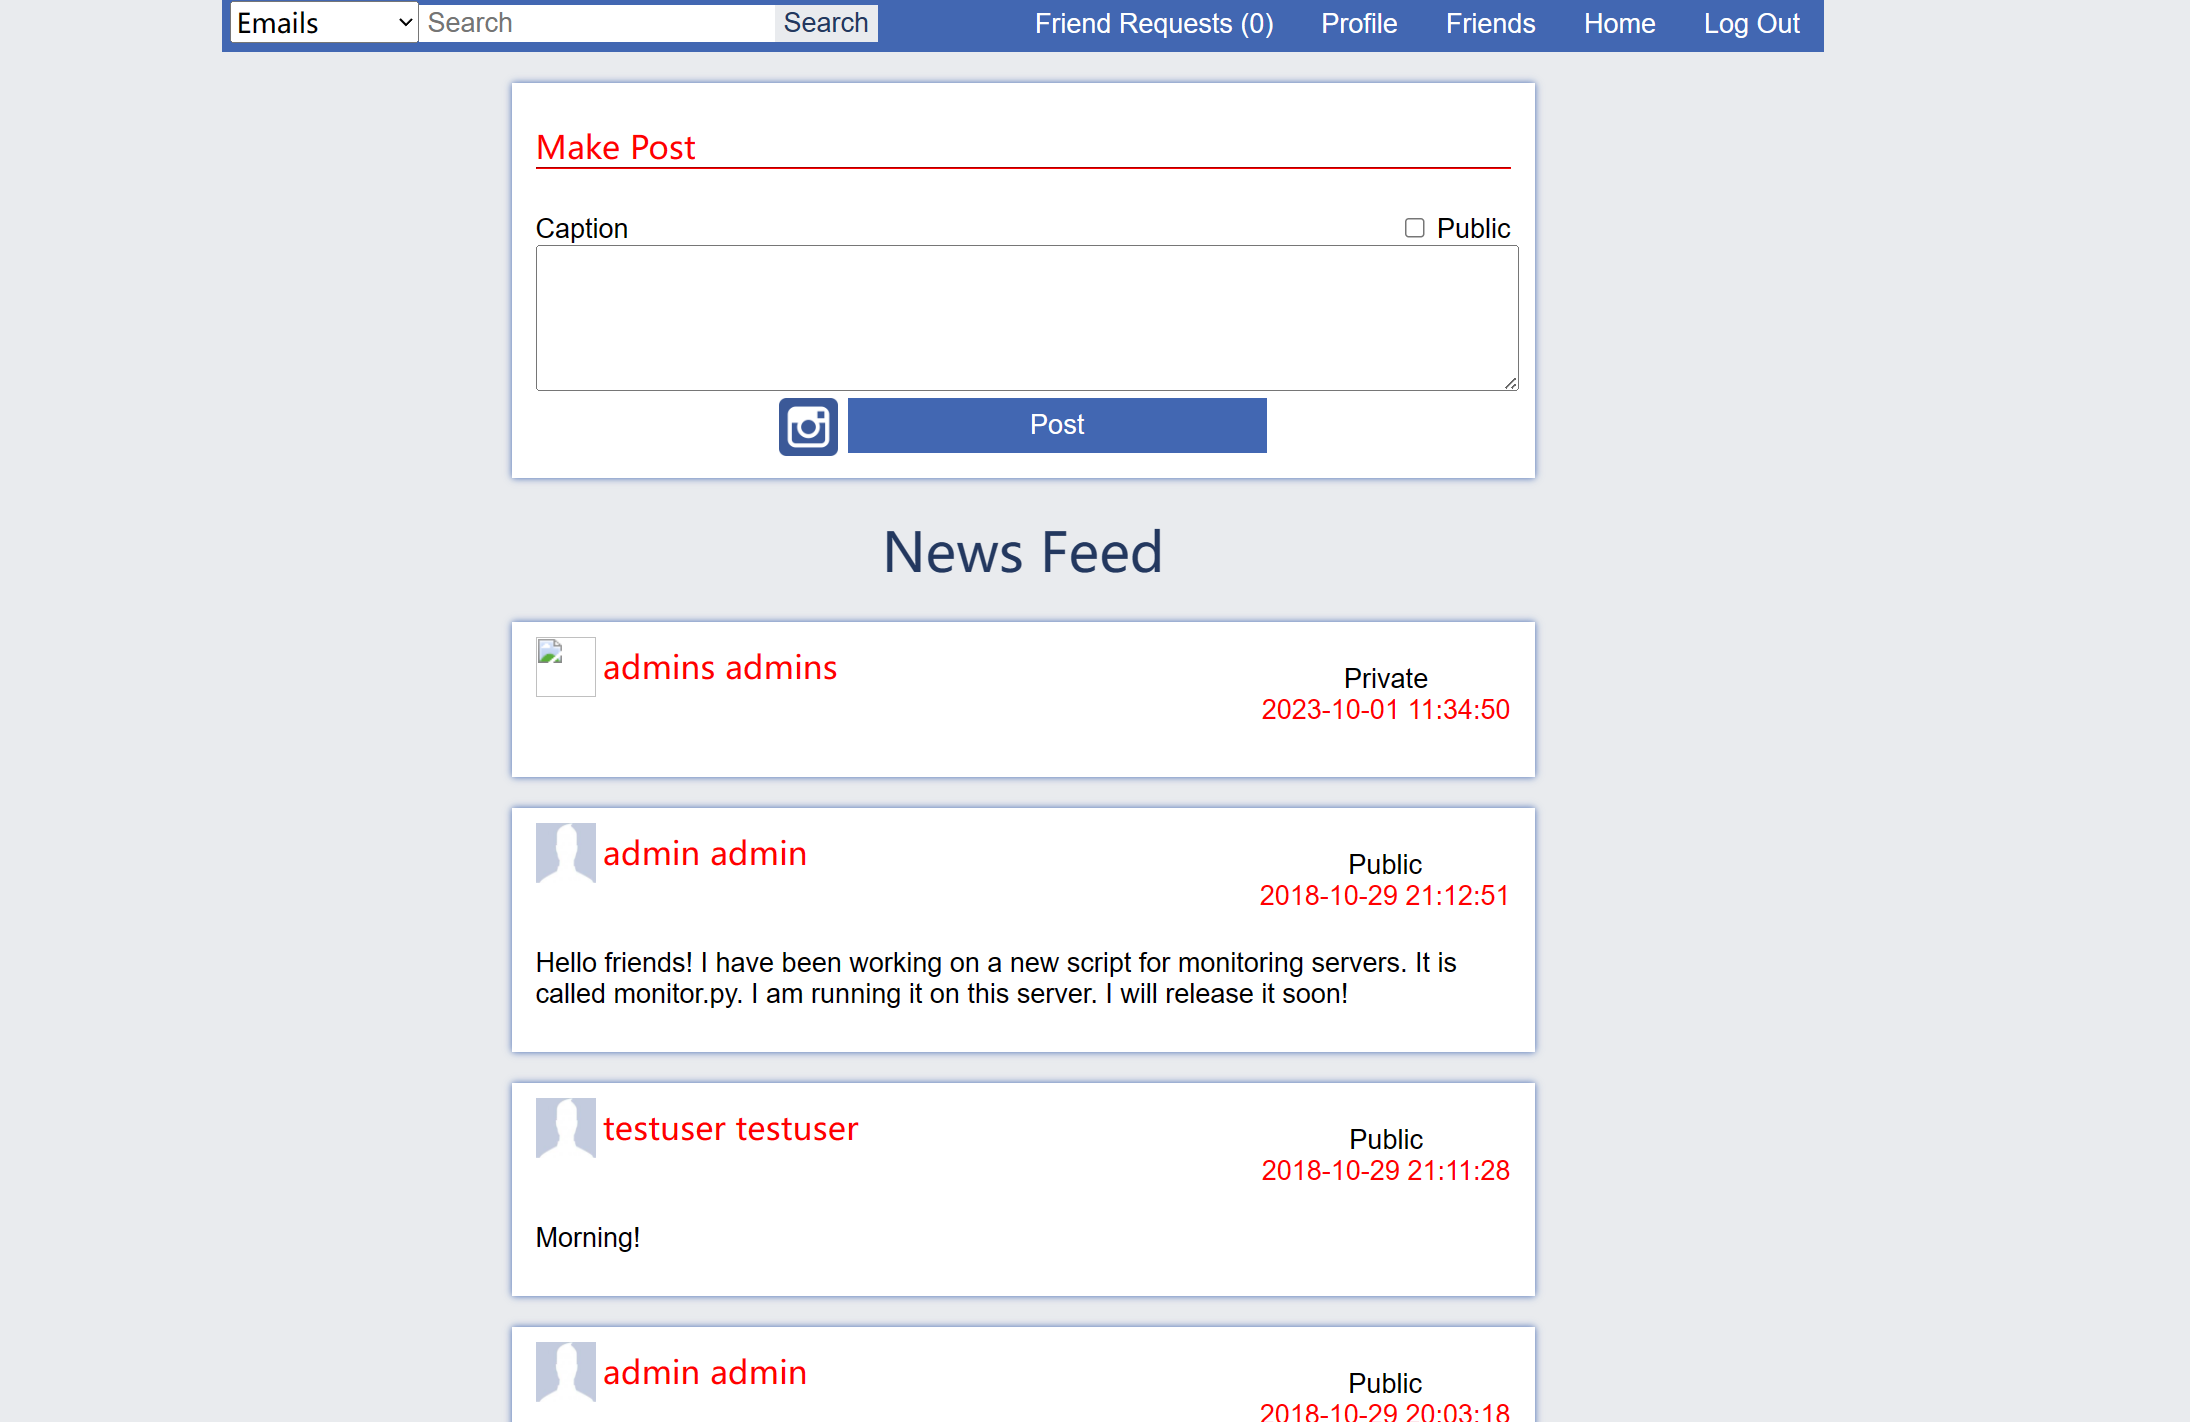 Emails Search Search Friend Requests (0) Profile Friends Home Log Out
Make Post
Caption Public
Post
News Feed
admins admins
Private
2023-10-01 11:34:50
admin admin
Public
2018-10-29 21:12:51
Hello friends! I have been working on a new script for monitoring servers. It is
called monitor.py. I am running it on this server. I will release it soon!
testuser testuser
Public
2018-10-29 21:11:28
Morning!
admin admin
Public
2018-10-29 20:03:18